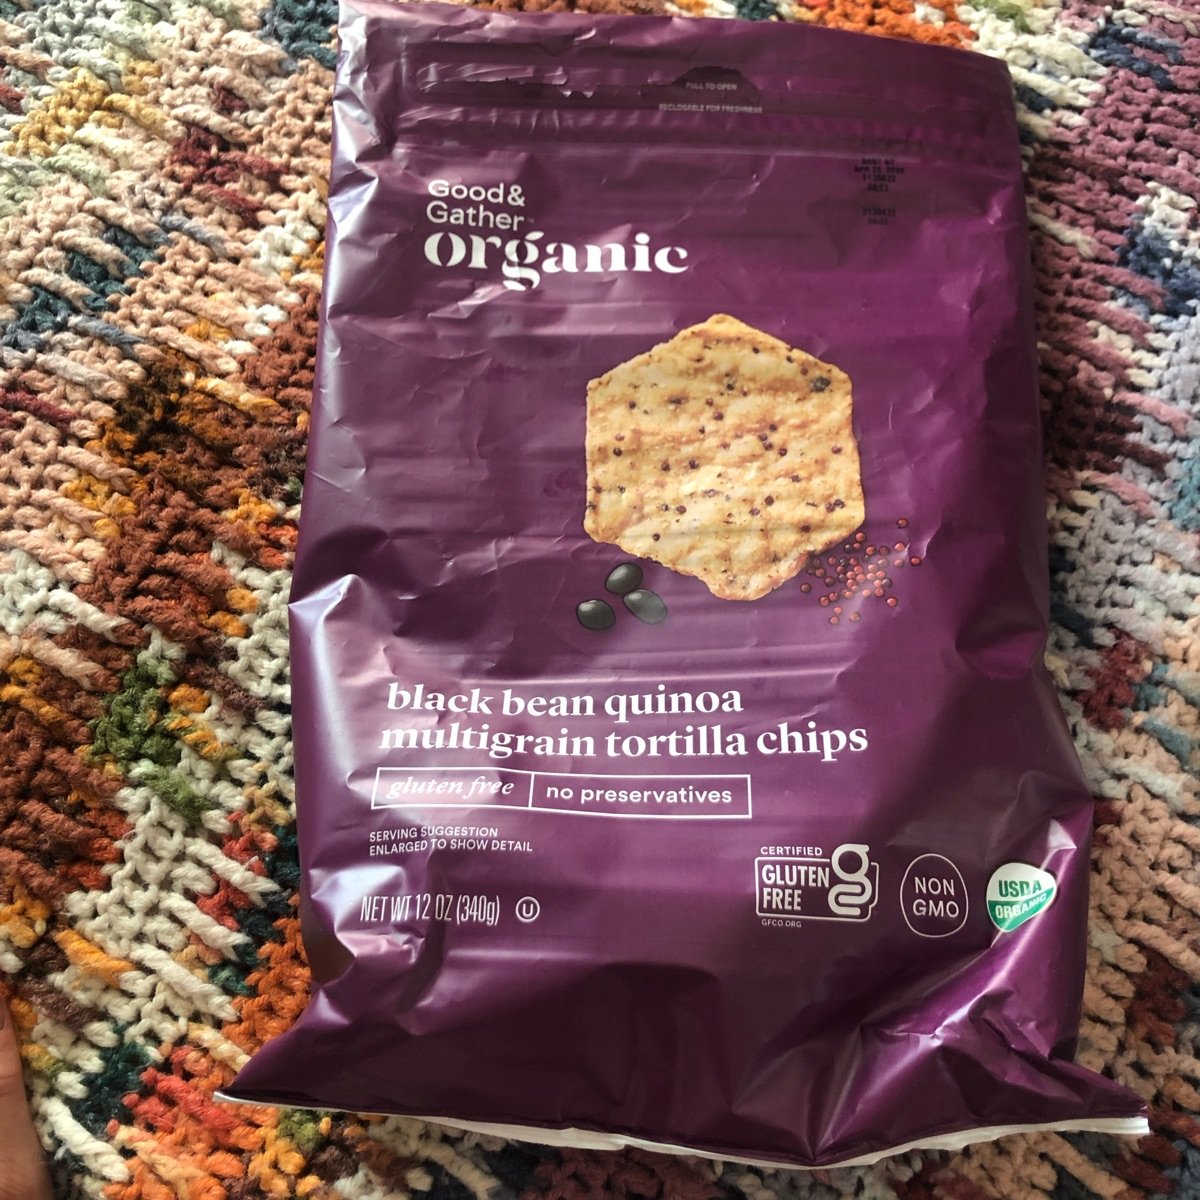 PULL TO OPEN
RECLOSABLE FOR FRESHNESS
Good &
Gather™
organic
black bean quinoa
multigrain tortilla chips
gluten free
no preservatives
SERVING SUGGESTION
ENLARGED TO SHOW DETAIL
NET WT 12 OZ (340g)
U
CERTIFIED
GLUTEN
FREE
g
GFCO.ORG
NON
GMO
USDA
ORGANIC